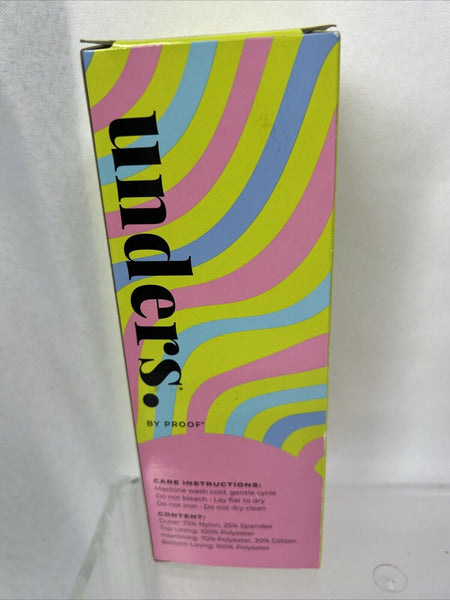 unders.
BY PROOF®
CARE INSTRUCTIONS:
Machine wash cold, gentle cycle
Do not bleach • Lay flat to dry
Do not iron • Do not dry clean
CONTENT:
Outer: 75% Nylon, 25% Spandex
Top Lining: 100% Polyester
Interlining: 70% Polyester, 30% Cotton
Bottom Lining: 100% Polyester